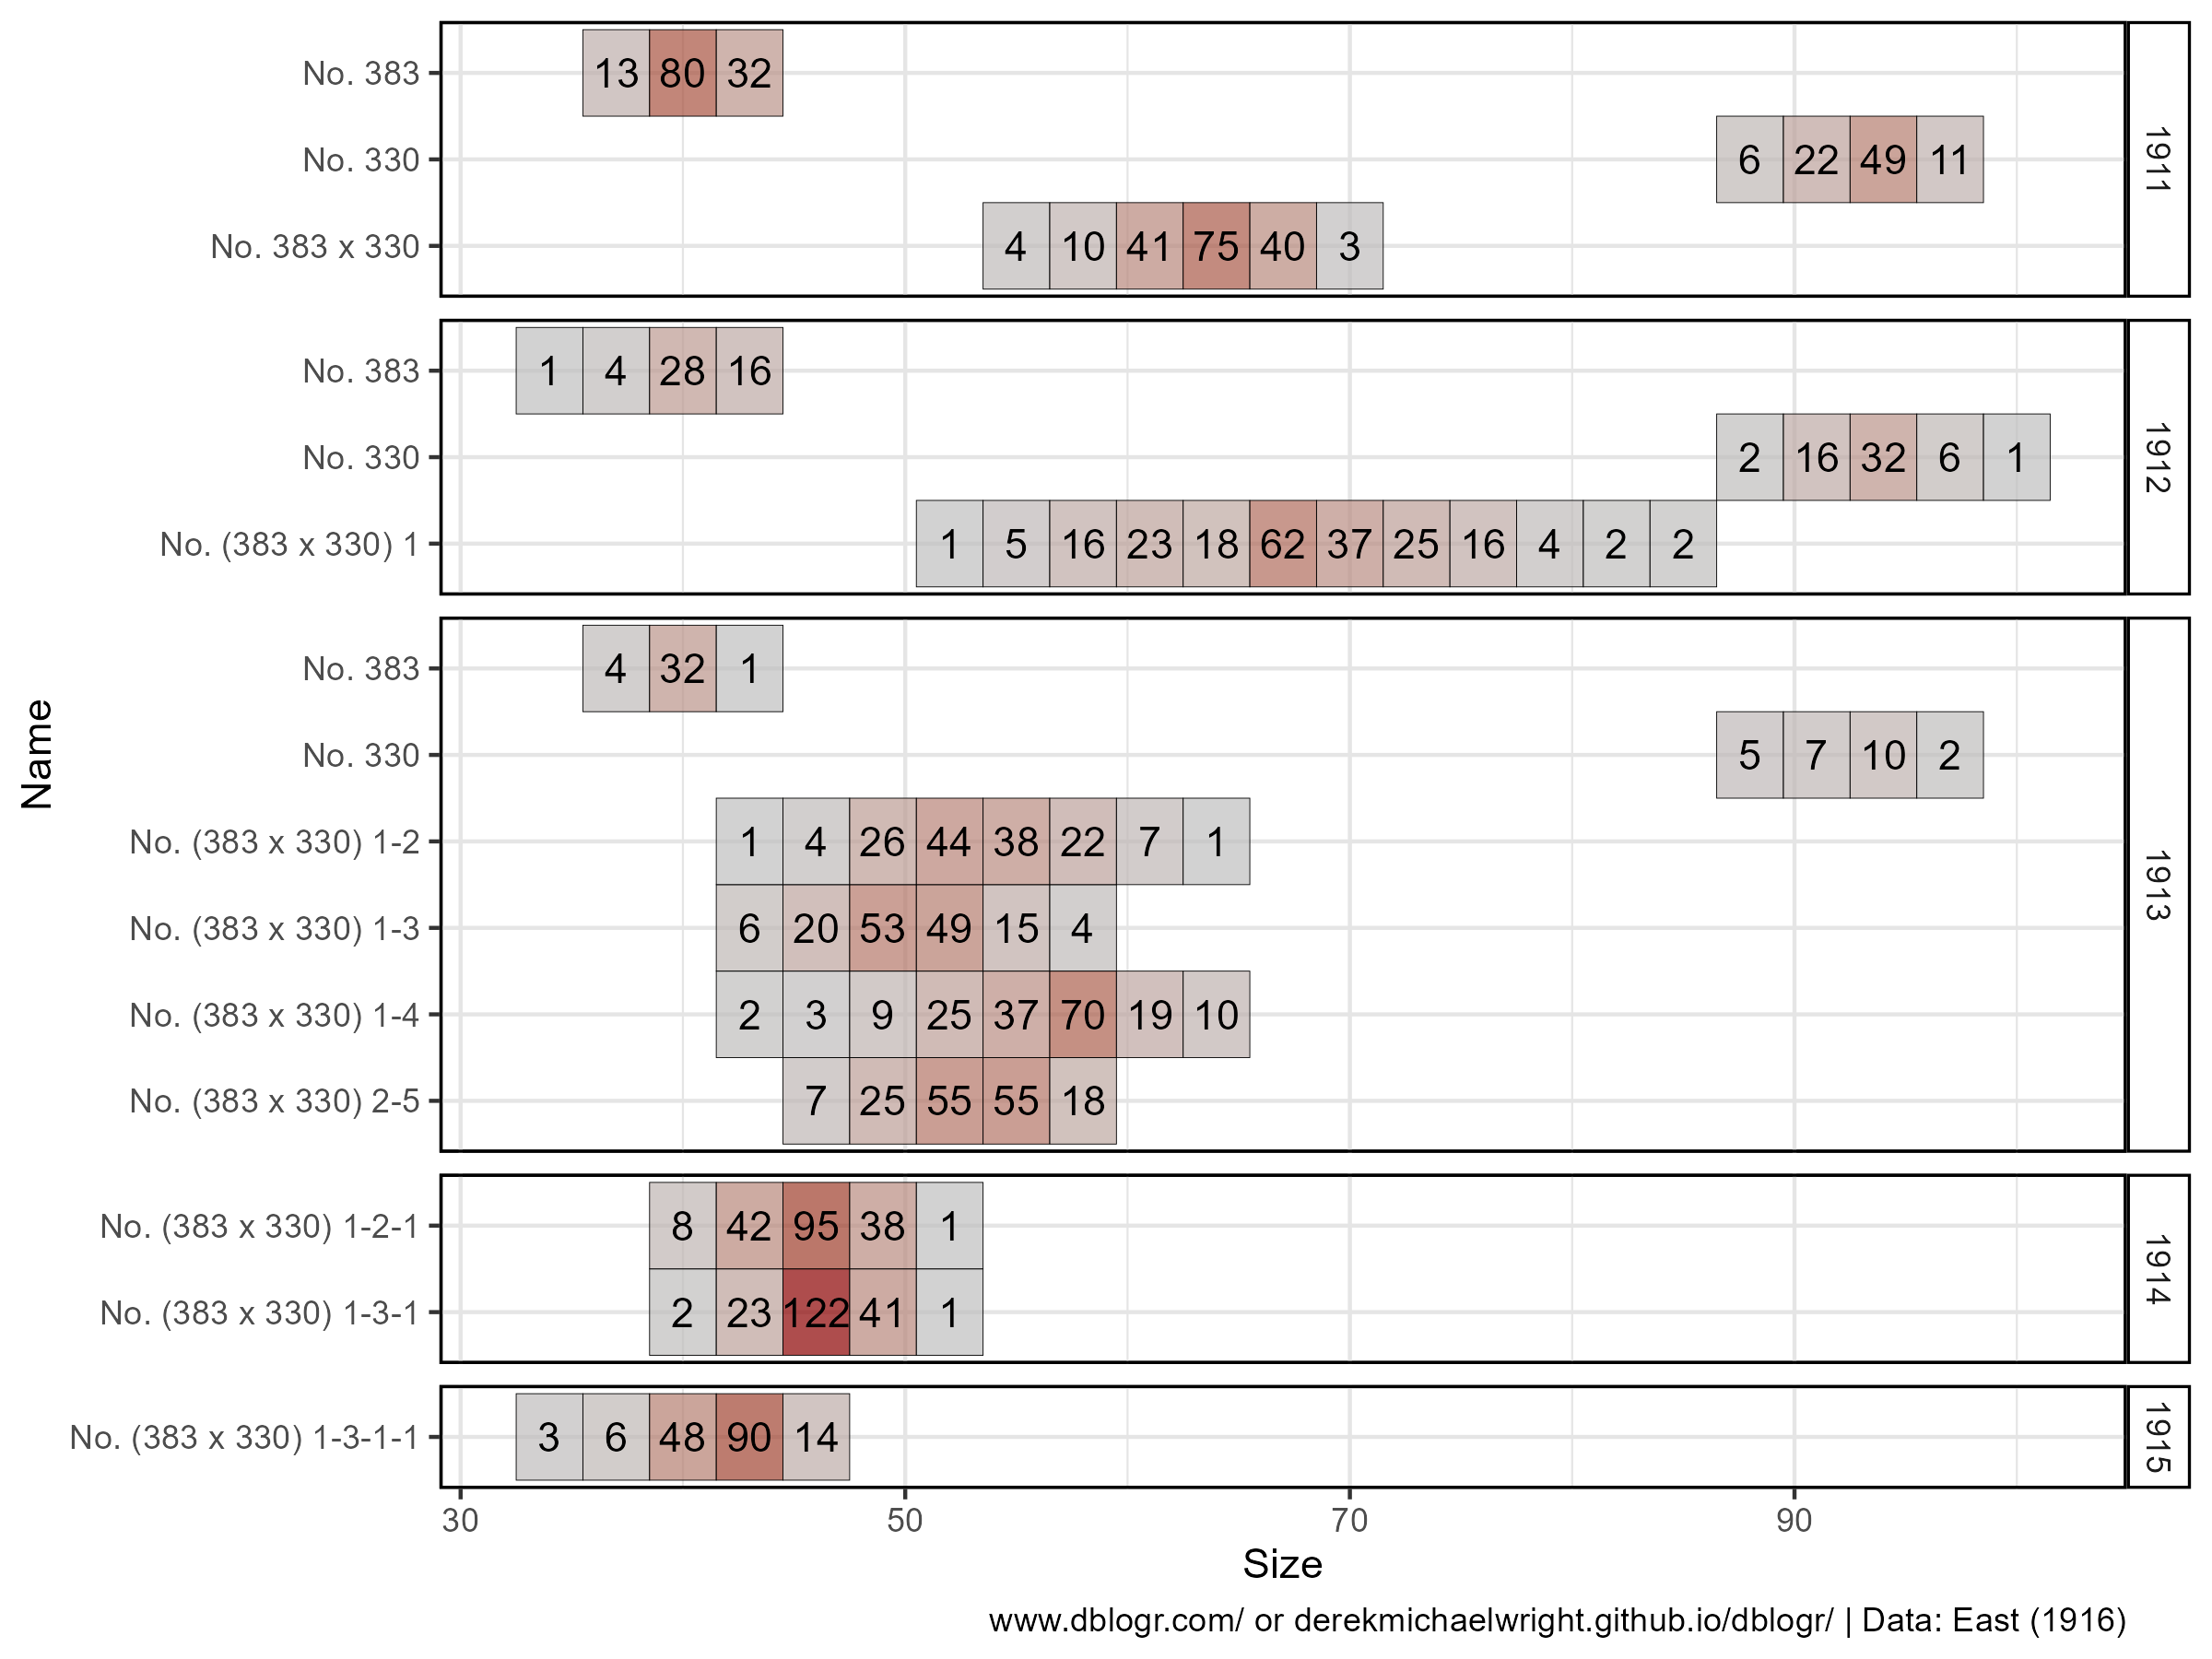 No. 383 13 80 32
No. 330 6 22 49 11
No. 383 x 330 4 10 41 75 40 3
1911
No. 383 1 4 28 16
No. 330 2 16 32 6 1
No. (383 x 330) 1 1 5 16 23 18 62 37 25 16 4 2 2
1912
Name
No. 383 4 32 1
No. 330 5 7 10 2
No. (383 x 330) 1-2 1 4 26 44 38 22 7 1
No. (383 x 330) 1-3 6 20 53 49 15 4
No. (383 x 330) 1-4 2 3 9 25 37 70 19 10
No. (383 x 330) 2-5 7 25 55 55 18
1913
No. (383 x 330) 1-2-1 8 42 95 38 1
No. (383 x 330) 1-3-1 2 23 122 41 1
1914
No. (383 x 330) 1-3-1-1 3 6 48 90 14
1915
30 50 70 90
Size
www.dblogr.com/ or derekmichaelwright.github.io/dblogr/ | Data: East (1916)